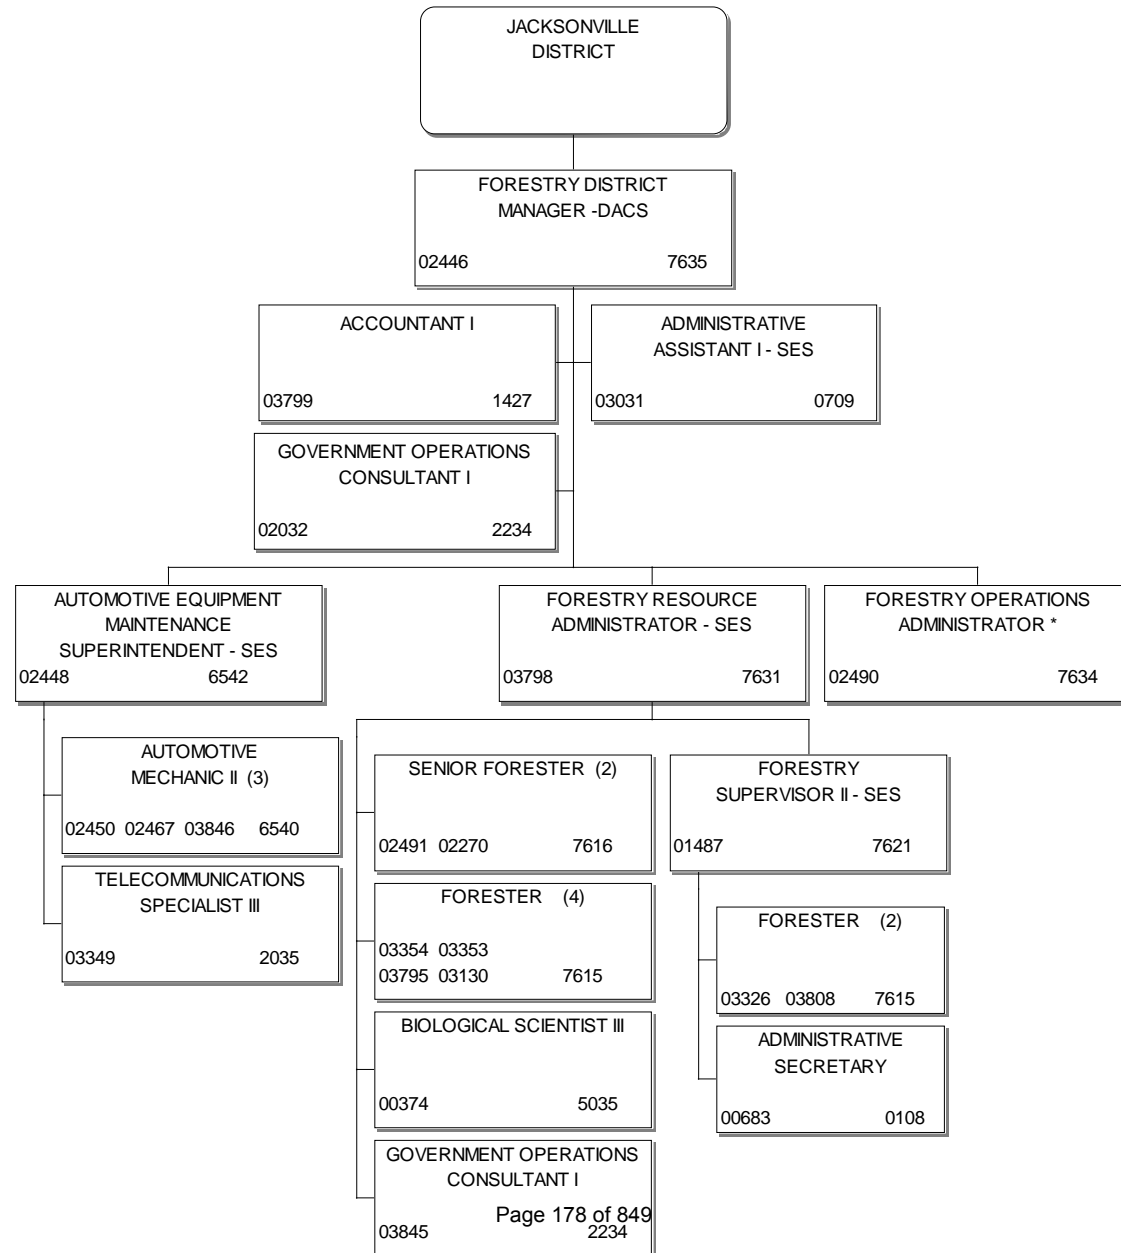 JACKSONVILLE
DISTRICT
FORESTRY DISTRICT
MANAGER -DACS
02446 7635
ACCOUNTANT I
03799 1427
ADMINISTRATIVE
ASSISTANT I - SES
03031 0709
GOVERNMENT OPERATIONS
CONSULTANT I
02032 2234
AUTOMOTIVE EQUIPMENT
MAINTENANCE
SUPERINTENDENT - SES
02448 6542
FORESTRY RESOURCE
ADMINISTRATOR - SES
03798 7631
FORESTRY OPERATIONS
ADMINISTRATOR *
02490 7634
AUTOMOTIVE
MECHANIC II (3)
02450 02467 03846 6540
TELECOMMUNICATIONS
SPECIALIST III
03349 2035
SENIOR FORESTER (2)
02491 02270 7616
FORESTER (4)
03354 03353
03795 03130 7615
BIOLOGICAL SCIENTIST III
00374 5035
GOVERNMENT OPERATIONS
CONSULTANT I
03845 2234
FORESTRY
SUPERVISOR II - SES
01487 7621
FORESTER (2)
03326 03808 7615
ADMINISTRATIVE
SECRETARY
00683 0108
Page 178 of 849